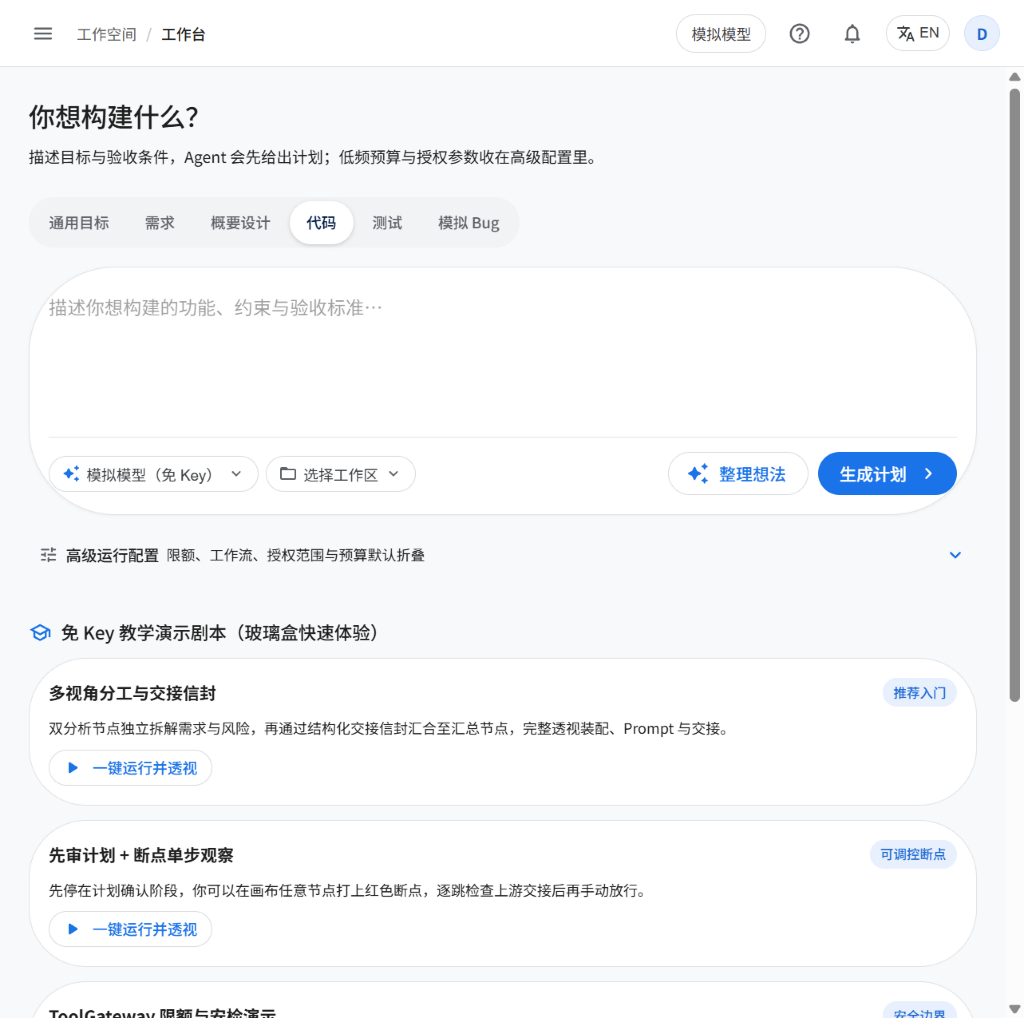 工作空间 / 工作台
模拟模型
EN
D
你想构建什么？
描述目标与验收条件，Agent 会先给出计划；低频预算与授权参数收在高级配置里。
通用目标 需求 概要设计 代码 测试 模拟 Bug
描述你想构建的功能、约束与验收标准…
模拟模型（免 Key） 选择工作区 整理想法 生成计划
高级运行配置 限额、工作流、授权范围与预算默认折叠
免 Key 教学演示剧本（玻璃盒快速体验）
多视角分工与交接信封 推荐入门
双分析节点独立拆解需求与风险，再通过结构化交接信封汇合至汇总节点，完整透视装配、Prompt 与交接。
一键运行并透视
先审计划 + 断点单步观察 可调控断点
先停在计划确认阶段，你可以在画布任意节点打上红色断点，逐跳检查上游交接后再手动放行。
一键运行并透视
ToolGateway 限额与安检演示 安全边界